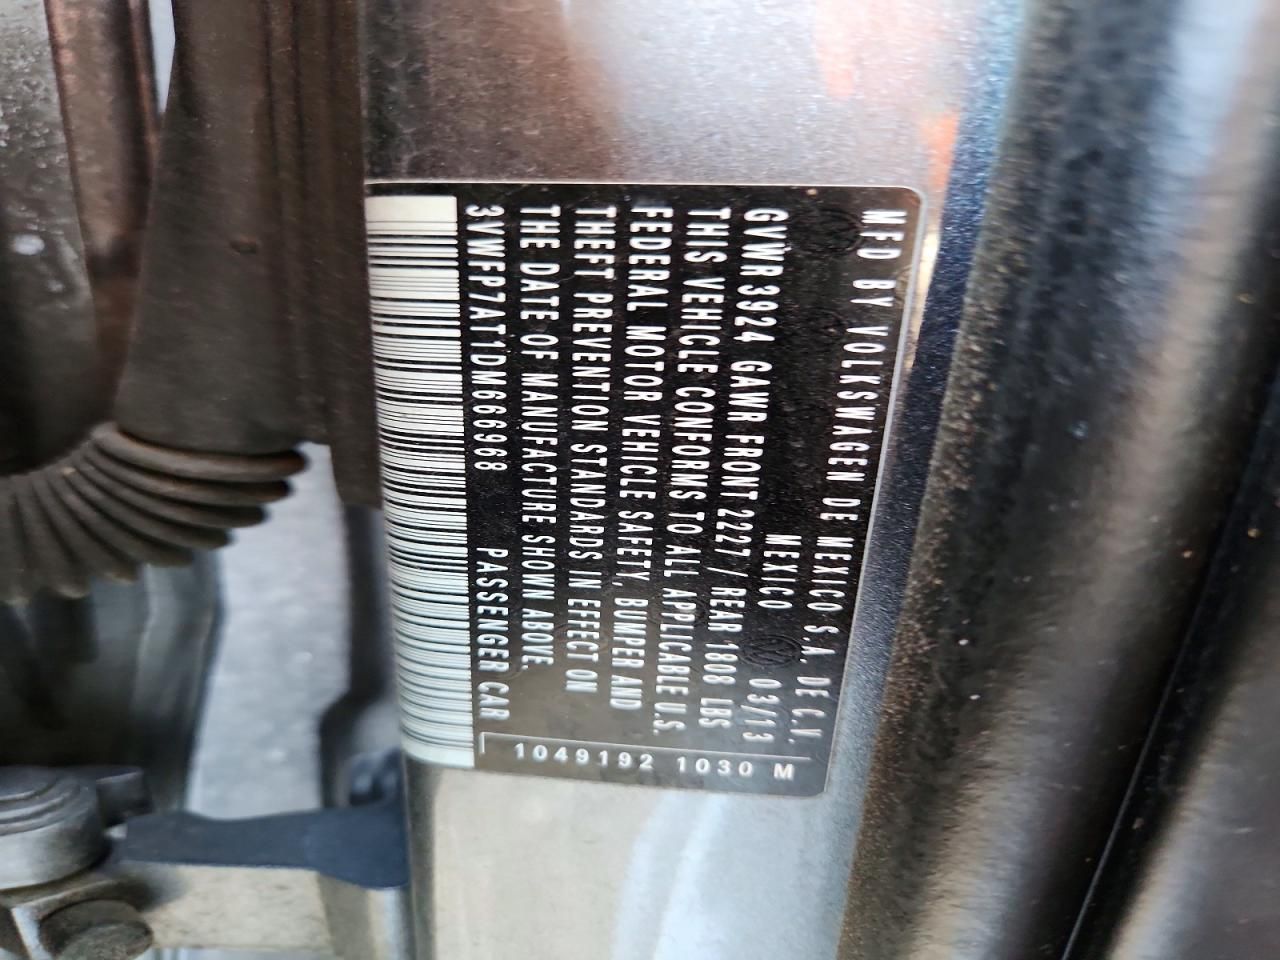 MFD BY VOLKSWAGEN DE MEXICO S.A. DE C.V.
MEXICO 03/13
GVWR 3924 GAWR FRONT 2227 / REAR 1808 LBS
THIS VEHICLE CONFORMS TO ALL APPLICABLE U.S.
FEDERAL MOTOR VEHICLE SAFETY, BUMPER AND
THEFT PREVENTION STANDARDS IN EFFECT ON
THE DATE OF MANUFACTURE SHOWN ABOVE.
3VWFP7AT1DM666968 PASSENGER CAR
1049192 1030 M